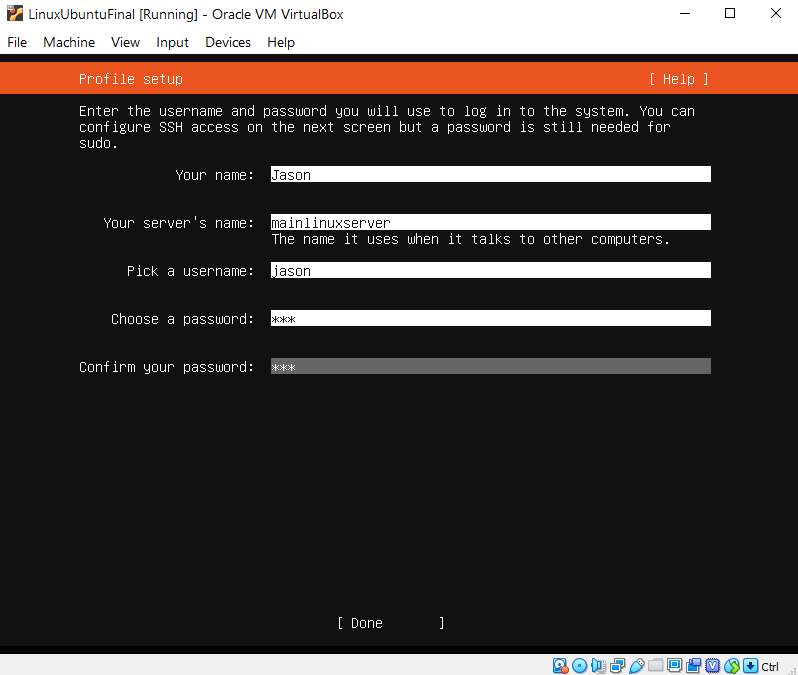 LinuxUbuntuFinal [Running] - Oracle VM VirtualBox
File Machine View Input Devices Help
Profile setup [ Help ]
Enter the username and password you will use to log in to the system. You can
configure SSH access on the next screen but a password is still needed for
sudo.
Your name: Jason
Your server's name: mainlinuxserver
The name it uses when it talks to other computers.
Pick a username: jason
Choose a password: ***
Confirm your password: ***
[ Done ]
Ctrl